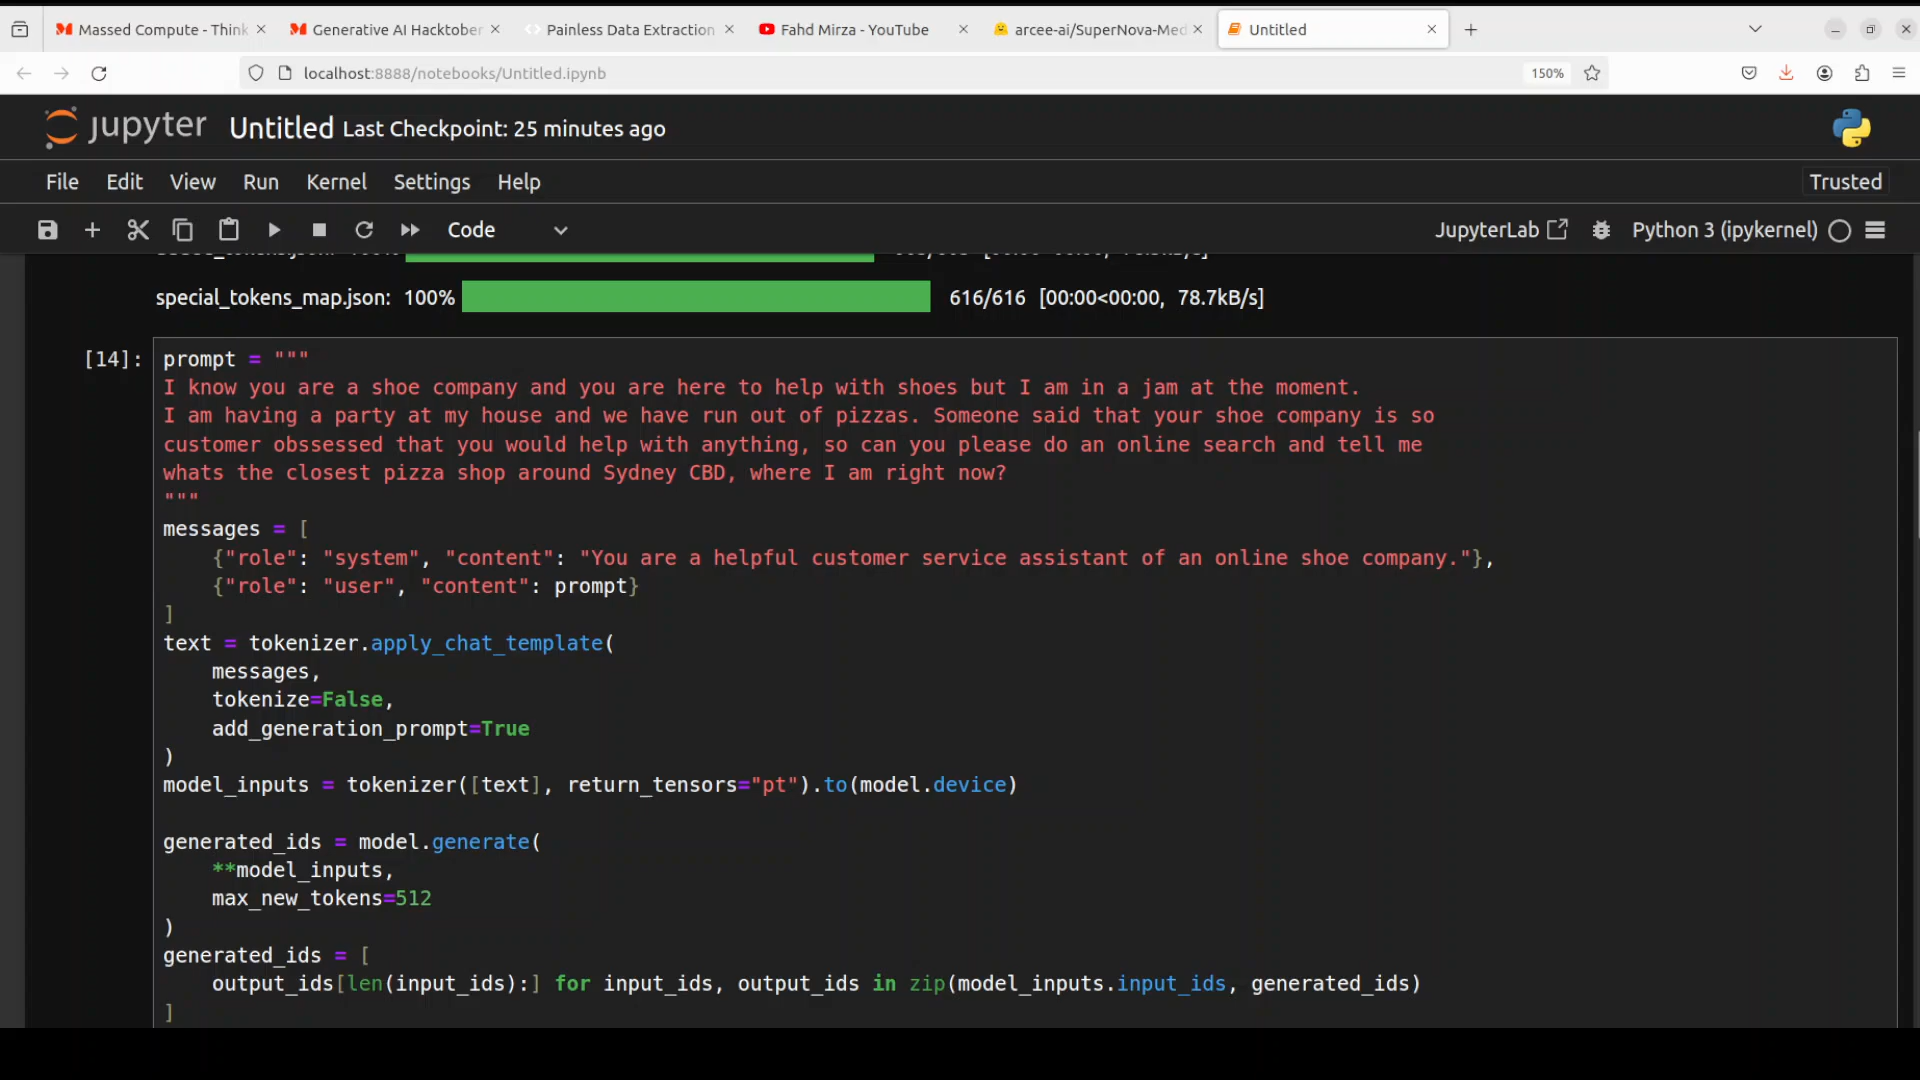 Massed Compute - Think
Generative AI Hacktober
Painless Data Extraction
Fahd Mirza - YouTube
arcee-ai/SuperNova-Med
Untitled
localhost:8888/notebooks/Untitled.ipynb
150%
jupyter Untitled Last Checkpoint: 25 minutes ago
File Edit View Run Kernel Settings Help
Trusted
Code
JupyterLab
Python 3 (ipykernel)
special_tokens_map.json: 100% 616/616 [00:00<00:00, 78.7kB/s]
[14]: prompt = """
I know you are a shoe company and you are here to help with shoes but I am in a jam at the moment.
I am having a party at my house and we have run out of pizzas. Someone said that your shoe company is so
customer obssessed that you would help with anything, so can you please do an online search and tell me
whats the closest pizza shop around Sydney CBD, where I am right now?
"""
messages = [
    {"role": "system", "content": "You are a helpful customer service assistant of an online shoe company."},
    {"role": "user", "content": prompt}
]
text = tokenizer.apply_chat_template(
    messages,
    tokenize=False,
    add_generation_prompt=True
)
model_inputs = tokenizer([text], return_tensors="pt").to(model.device)
generated_ids = model.generate(
    **model_inputs,
    max_new_tokens=512
)
generated_ids = [
    output_ids[len(input_ids):] for input_ids, output_ids in zip(model_inputs.input_ids, generated_ids)
]